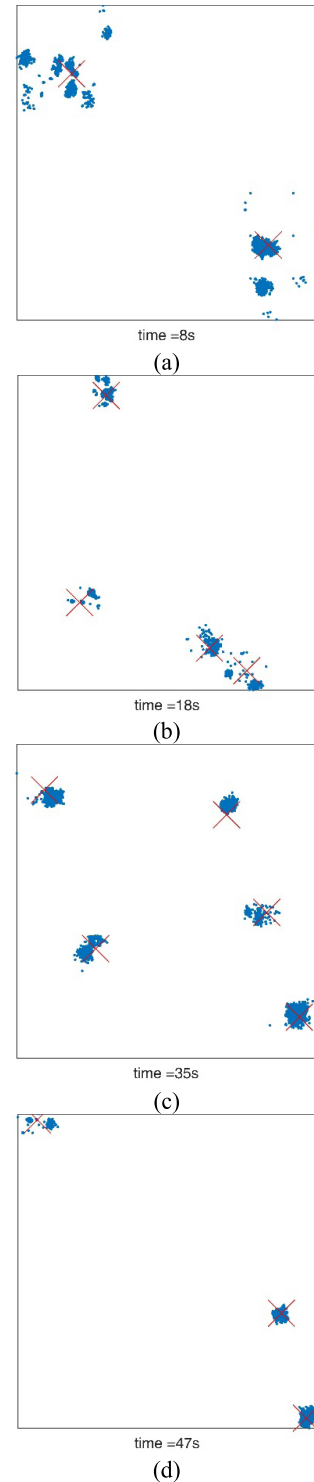 time =8s
(a)
time =18s
(b)
time =35s
(c)
time =47s
(d)